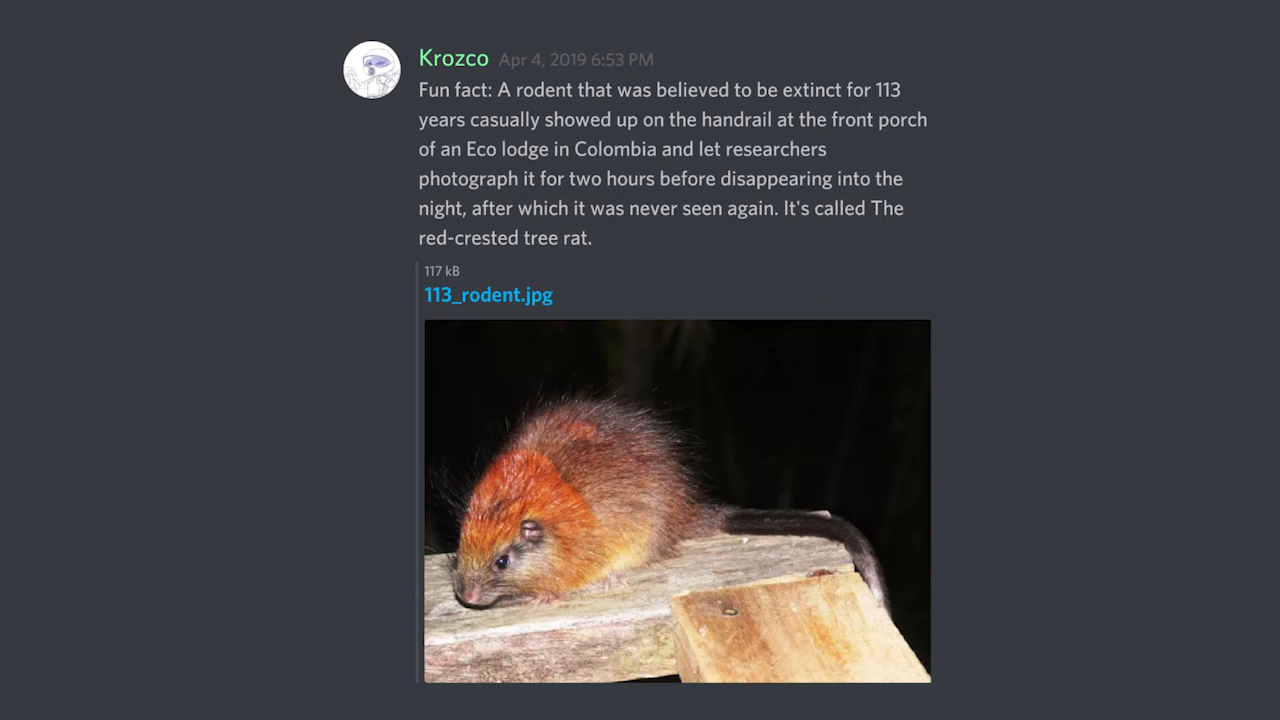 Krozco Apr 4, 2019 6:53 PM
Fun fact: A rodent that was believed to be extinct for 113
years casually showed up on the handrail at the front porch
of an Eco lodge in Colombia and let researchers
photograph it for two hours before disappearing into the
night, after which it was never seen again. It's called The
red-crested tree rat.
117 kB
113_rodent.jpg